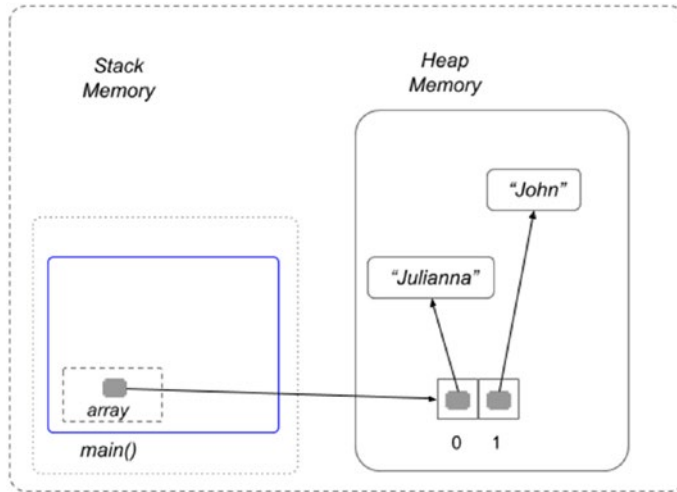 Stack
Memory
Heap
Memory
“John”
“Julianna”
array
0 1
main()